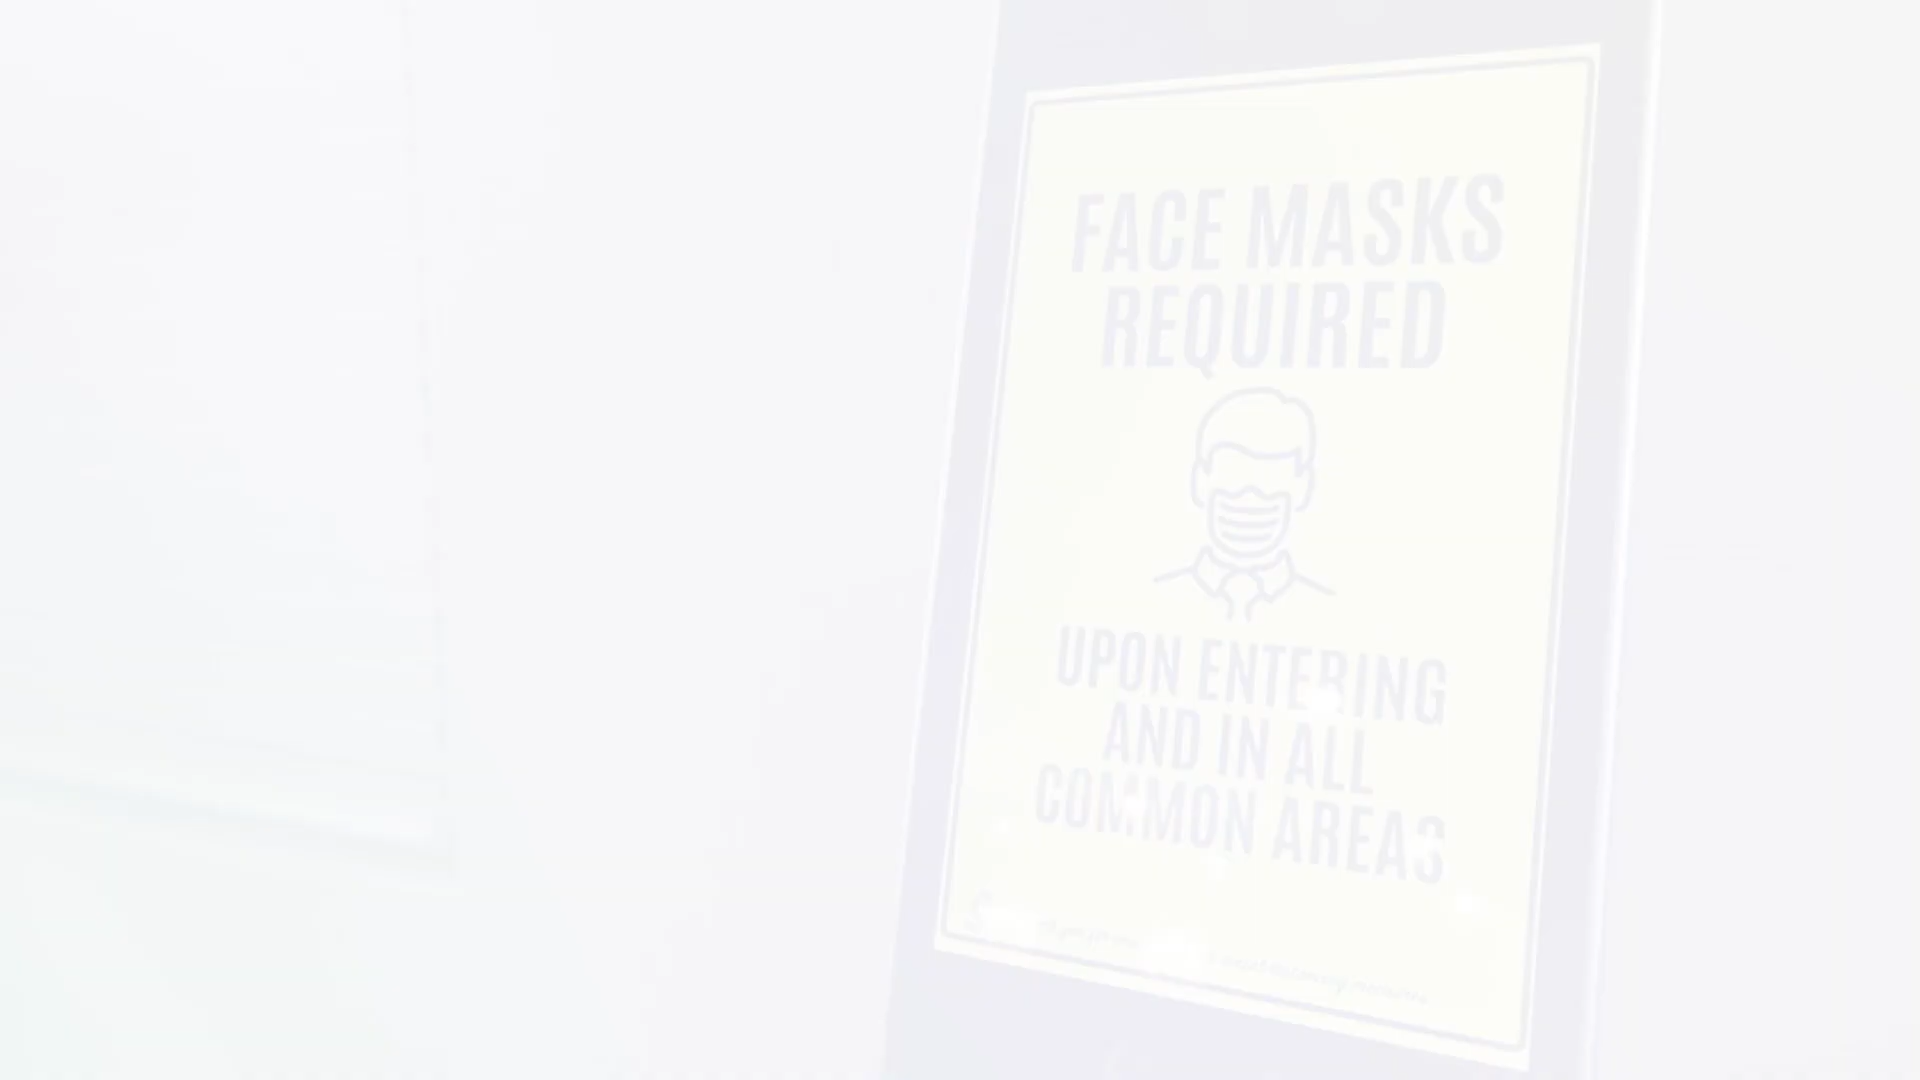 FACE MASKS
REQUIRED
UPON ENTERING
AND IN ALL
COMMON AREAS